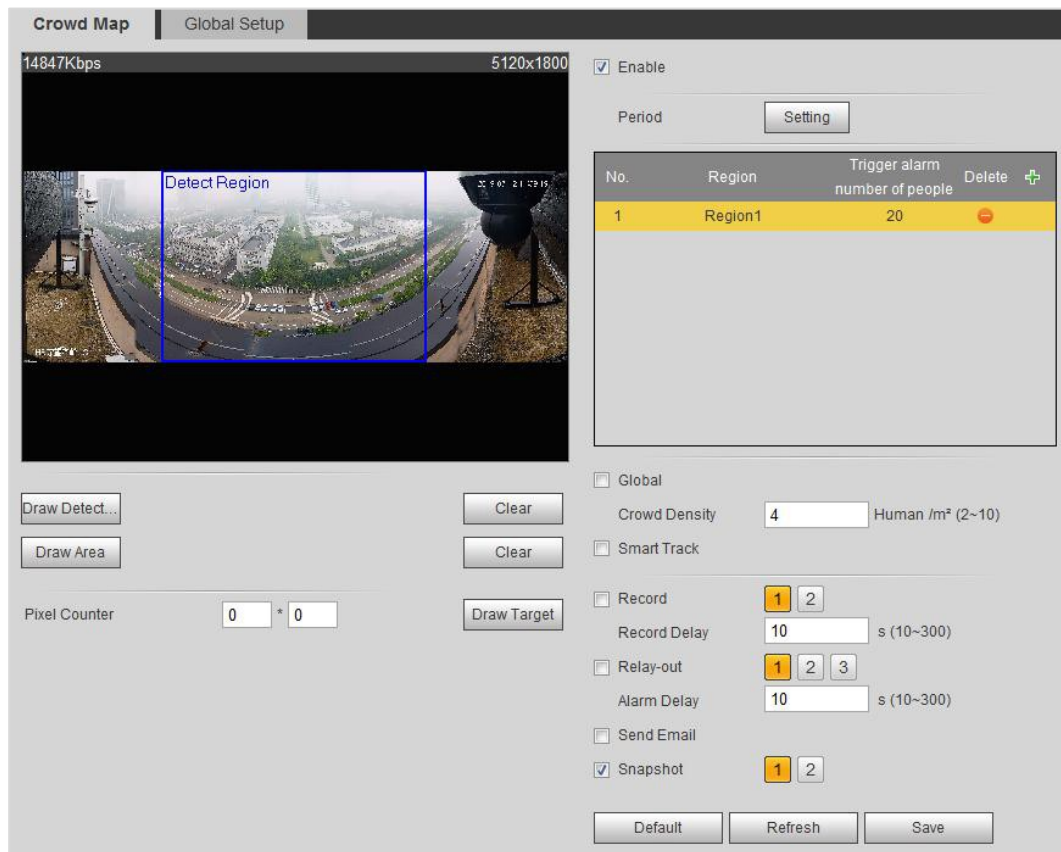 Crowd Map Global Setup
14847Kbps 5120x1800
Detect Region
Enable
Period Setting
No. Region Trigger alarm number of people Delete
1 Region1 20
Global
Crowd Density 4 Human /m² (2~10)
Smart Track
Draw Detect... Clear
Draw Area Clear
Pixel Counter 0 * 0 Draw Target
Record 1 2
Record Delay 10 s (10~300)
Relay-out 1 2 3
Alarm Delay 10 s (10~300)
Send Email
Snapshot 1 2
Default Refresh Save